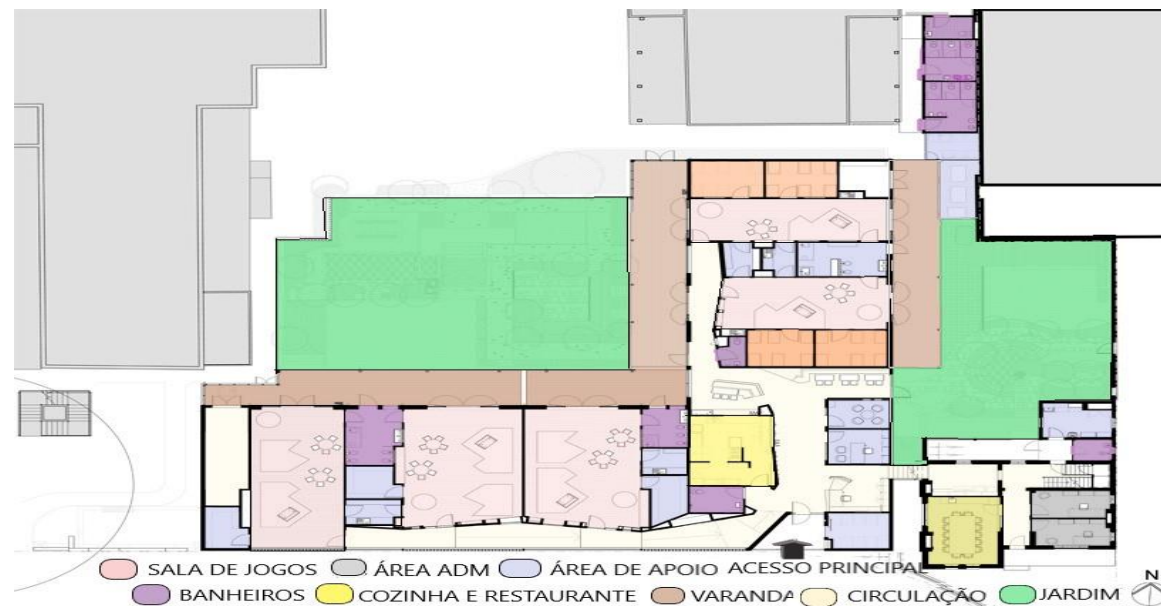 SALA DE JOGOS ÁREA ADM ÁREA DE APOIO ACESSO PRINCIPAL
BANHEIROS COZINHA E RESTAURANTE VARANDA CIRCULAÇÃO JARDIM N